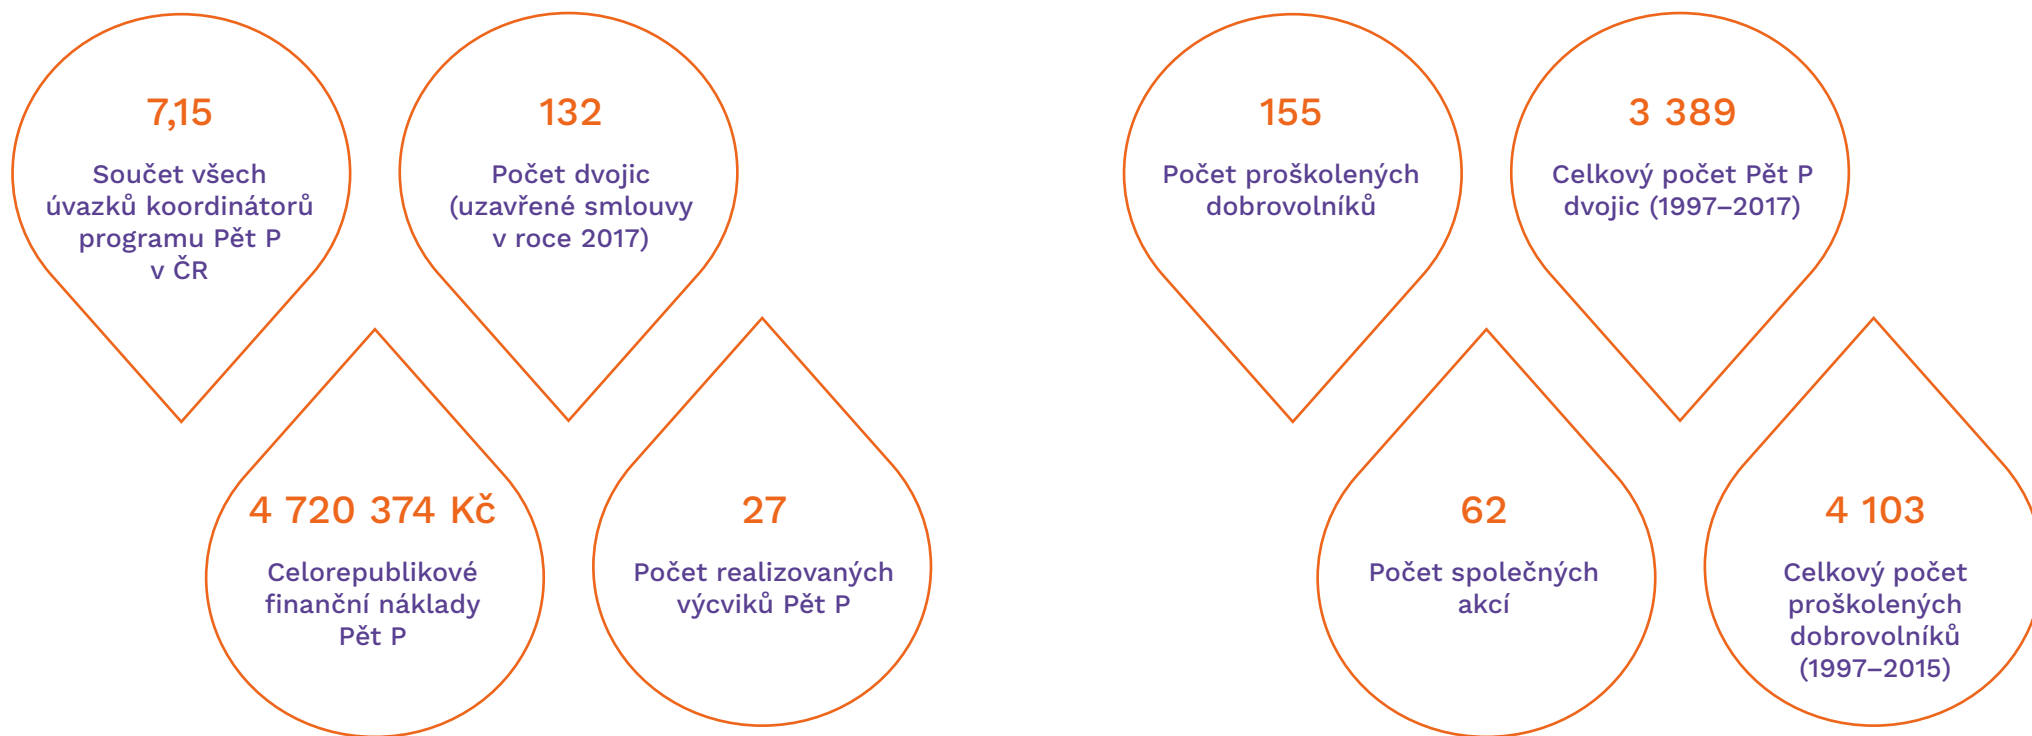 7,15
Součet všech
úvazků koordinátorů
programu Pět P
v ČR
132
Počet dvojic
(uzavřené smlouvy
v roce 2017)
4 720 374 Kč
Celorepublikové
finanční náklady
Pět P
27
Počet realizovaných
výcviků Pět P
155
Počet proškolených
dobrovolníků
3 389
Celkový počet Pět P
dvojic (1997–2017)
62
Počet společných
akcí
4 103
Celkový počet
proškolených
dobrovolníků
(1997–2015)